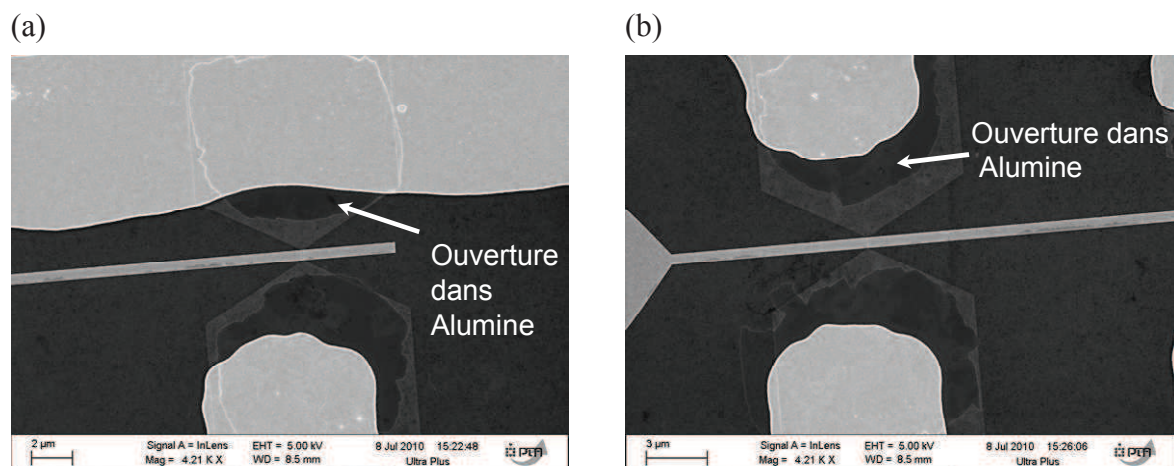 (a)
(b)
Ouverture
dans
Alumine
Ouverture dans
Alumine
2 µm
Signal A = InLens
EHT = 5.00 kV
8 Jul 2010
15:22:48
Mag = 4.21 K X
WD = 8.5 mm
Ultra Plus
PTA
3 µm
Signal A = InLens
EHT = 5.00 kV
8 Jul 2010
15:26:06
Mag = 4.21 K X
WD = 8.5 mm
Ultra Plus
PTA